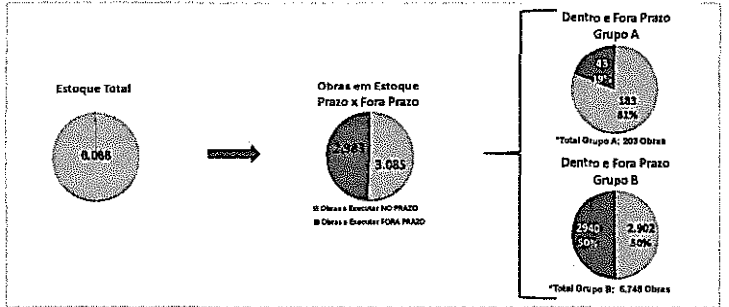 Estoque Total
6.068
Obras em Estoque
Prazo x Fora Prazo
2.983
3.085
Obras a Executar NO PRAZO
Obras a Executar FORA PRAZO
Dentro e Fora Prazo
Grupo A
43
19%
183
81%
*Total Grupo A: 203 Obras
Dentro e Fora Prazo
Grupo B
2940
50%
2.902
50%
*Total Grupo B: 6,748 Obras